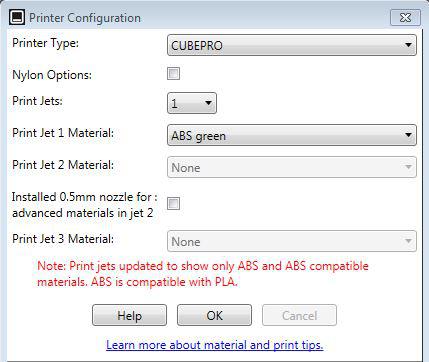 Printer Configuration
Printer Type: CUBEPRO
Nylon Options:
Print Jets: 1
Print Jet 1 Material: ABS green
Print Jet 2 Material: None
Installed 0.5mm nozzle for :
advanced materials in jet 2
Print Jet 3 Material: None
Note: Print jets updated to show only ABS and ABS compatible
materials. ABS is compatible with PLA.
Help OK Cancel
Learn more about material and print tips.